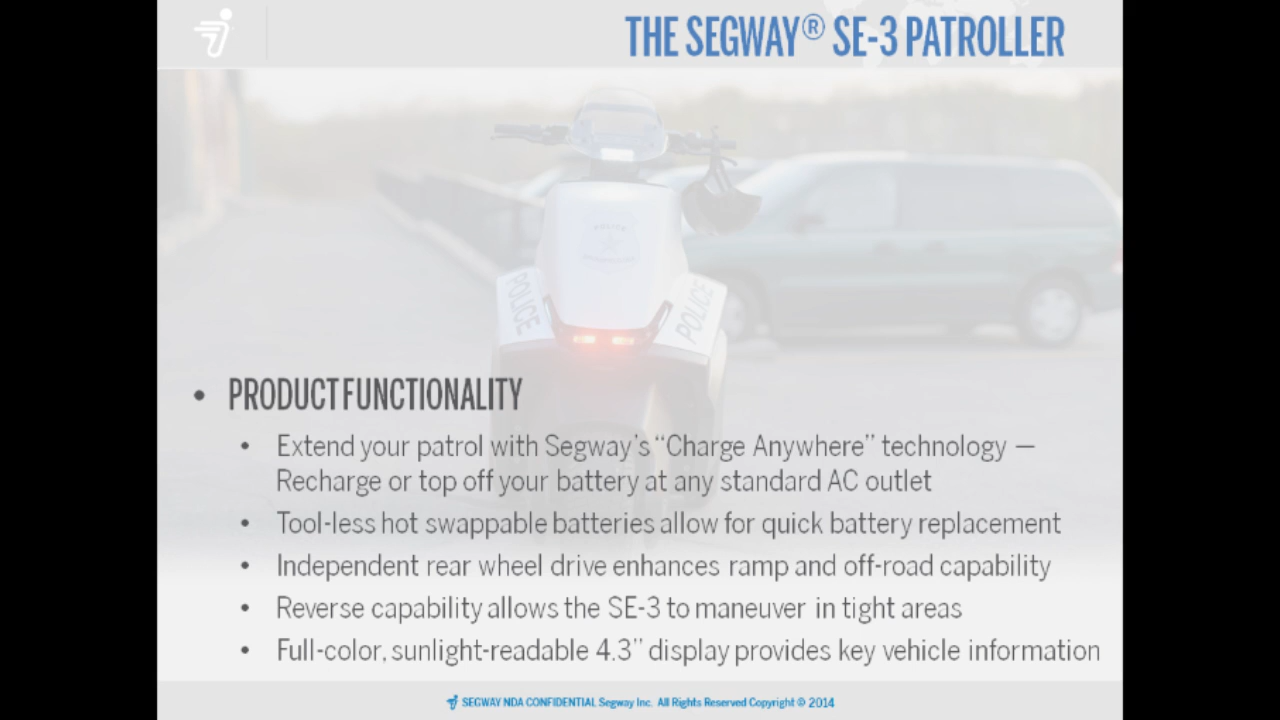 THE SEGWAY® SE-3 PATROLLER
POLICE
POLICE
POLICE
• PRODUCT FUNCTIONALITY
• Extend your patrol with Segway's “Charge Anywhere” technology –
Recharge or top off your battery at any standard AC outlet
• Tool-less hot swappable batteries allow for quick battery replacement
• Independent rear wheel drive enhances ramp and off-road capability
• Reverse capability allows the SE-3 to maneuver in tight areas
• Full-color, sunlight-readable 4.3” display provides key vehicle information
SEGWAY NDA CONFIDENTIAL Segway Inc. All Rights Reserved Copyright © 2014